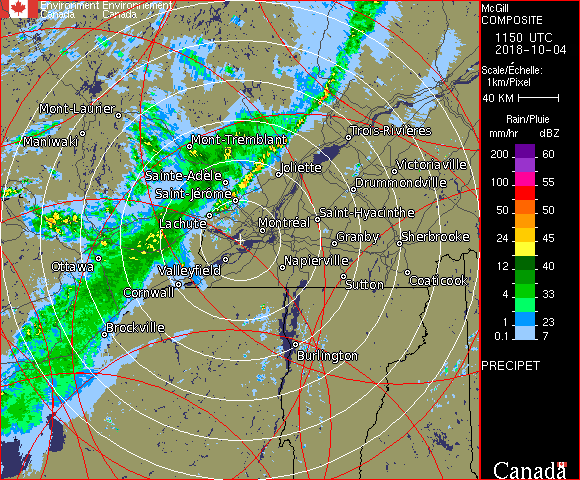 Environment Environnement
Canada Canada
McGill
COMPOSITE
1150 UTC
2018-10-04
Scale/Échelle:
1km/Pixel
40 KM
Rain/Pluie
mm/hr dBZ
200 60
100 55
50 50
24 45
12 40
4 33
1 23
0.1 7
PRECIPET
Canada
Mont-Laurier
Maniwaki
Mont-Tremblant
Trois-Rivières
Joliette
Victoriaville
Sainte-Adèle
Drummondville
Saint-Jérôme
Saint-Hyacinthe
Lachute
Montréal
Granby
Sherbrooke
Ottawa
Valleyfield
Napierville
Cornwall
Sutton
Coaticook
Brockville
Burlington